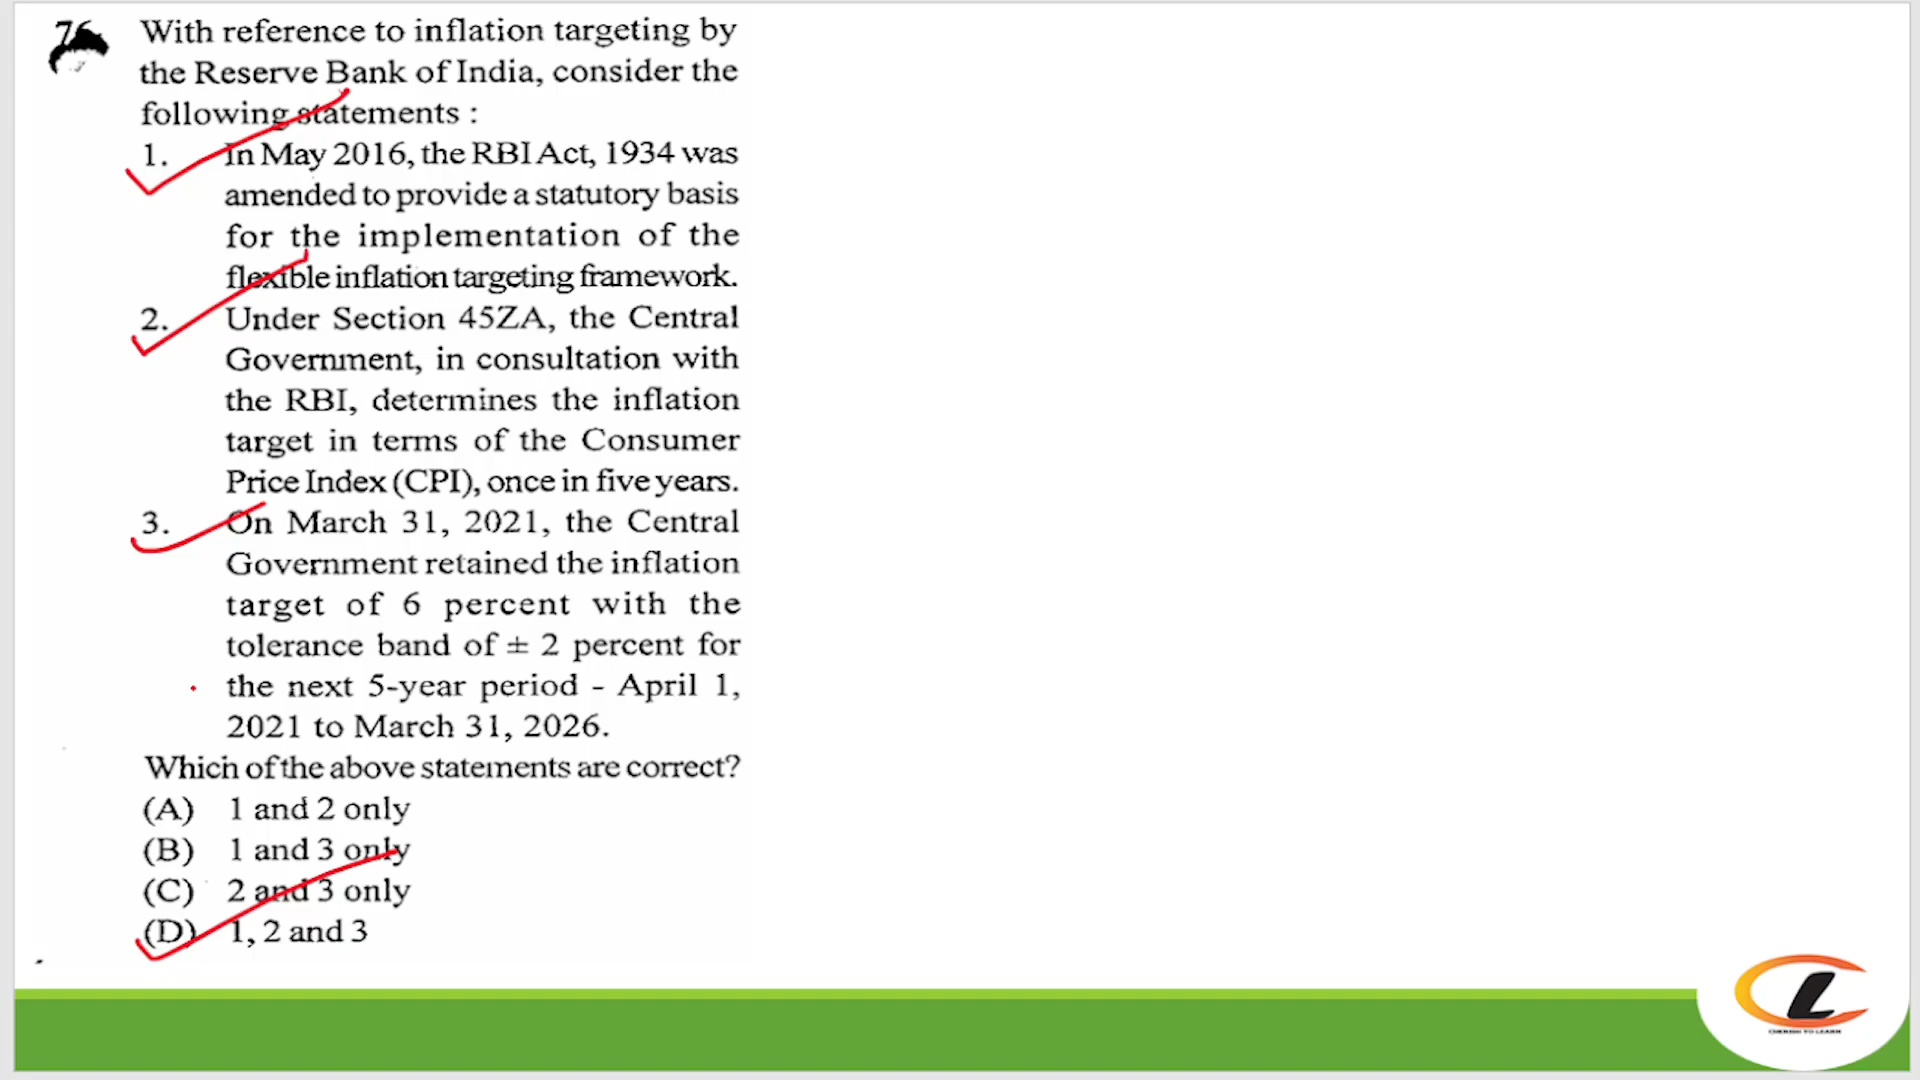 76
With reference to inflation targeting by
the Reserve Bank of India, consider the
following statements :
1. In May 2016, the RBI Act, 1934 was
amended to provide a statutory basis
for the implementation of the
flexible inflation targeting framework.
2. Under Section 45ZA, the Central
Government, in consultation with
the RBI, determines the inflation
target in terms of the Consumer
Price Index (CPI), once in five years.
3. On March 31, 2021, the Central
Government retained the inflation
target of 6 percent with the
tolerance band of ± 2 percent for
the next 5-year period - April 1,
2021 to March 31, 2026.
Which of the above statements are correct?
(A) 1 and 2 only
(B) 1 and 3 only
(C) 2 and 3 only
(D) 1, 2 and 3
CL
CHERISH TO LEARN